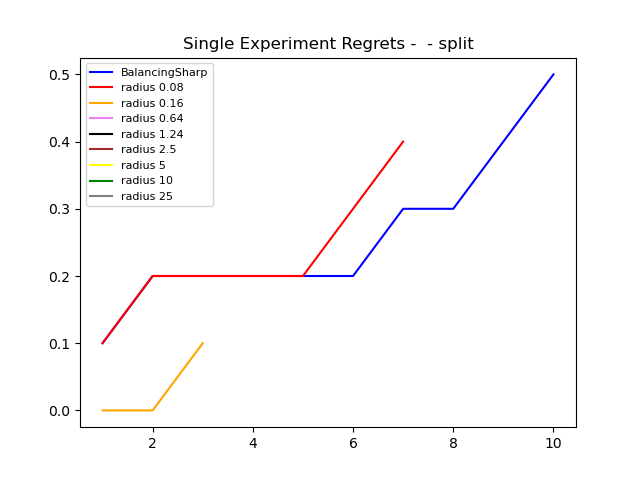 Single Experiment Regrets -  - split
BalancingSharp
radius 0.08
radius 0.16
radius 0.64
radius 1.24
radius 2.5
radius 5
radius 10
radius 25
0.5
0.4
0.3
0.2
0.1
0.0
2 4 6 8 10